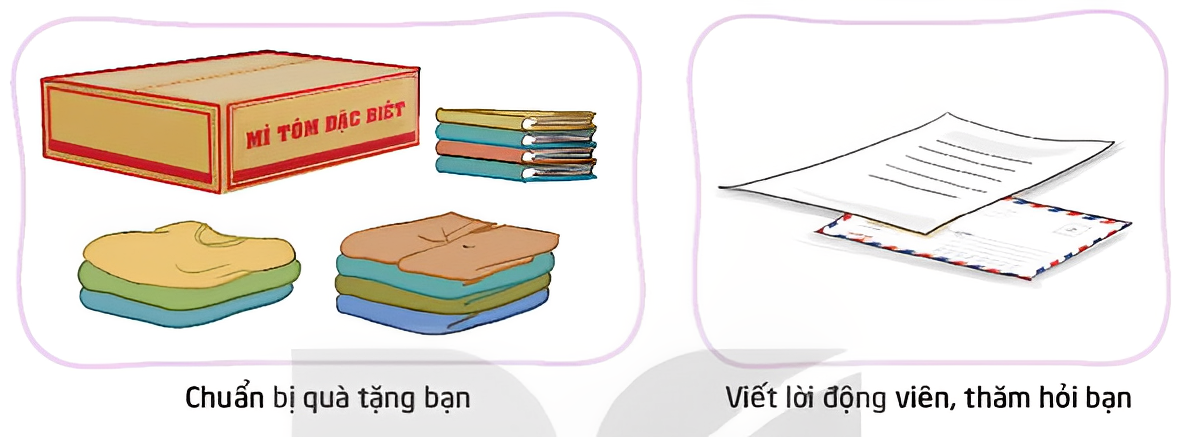 MÌ TÔM ĐẶC BIỆT
Chuẩn bị quà tặng bạn
Viết lời động viên, thăm hỏi bạn